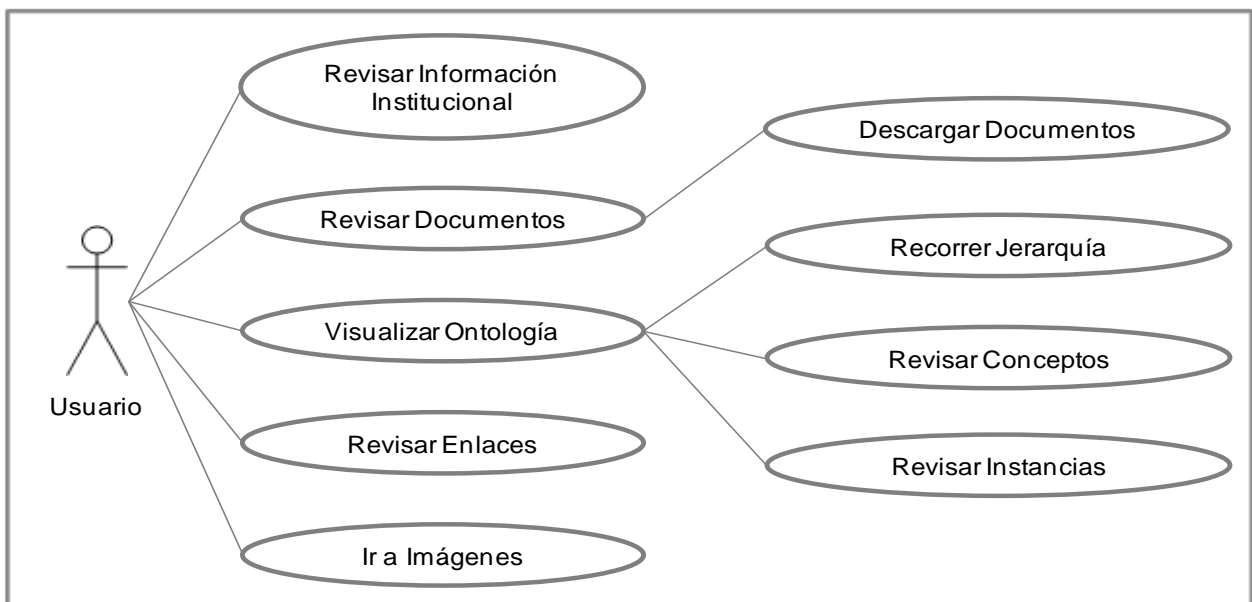 Revisar Información
Institucional
Descargar Documentos
Revisar Documentos
Recorrer Jerarquía
Visualizar Ontología
Revisar Conceptos
Usuario
Revisar Enlaces
Revisar Instancias
Ir a Imágenes